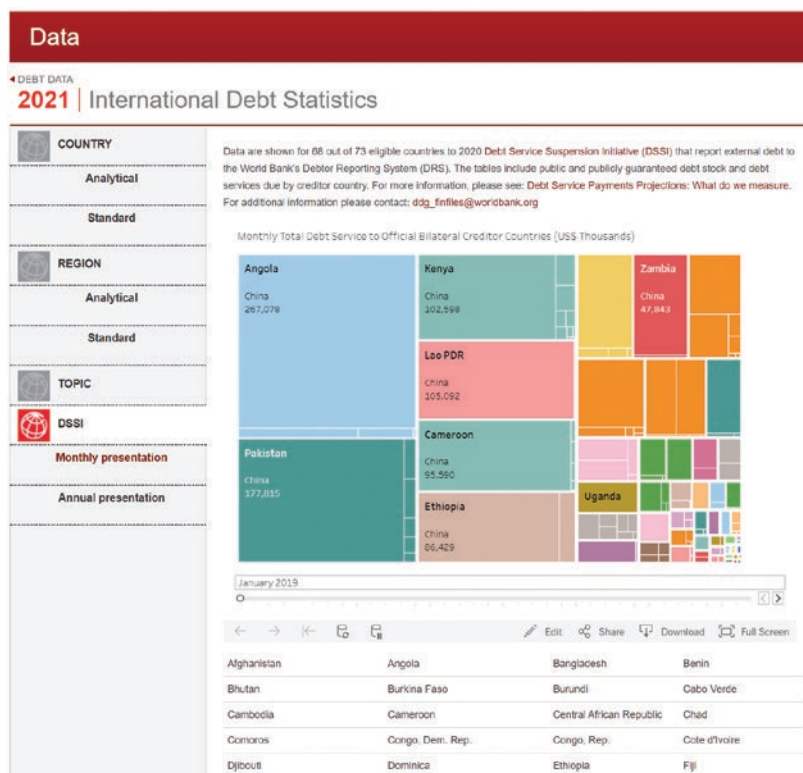 Data
DEBT DATA
2021 | International Debt Statistics
COUNTRY
Analytical
Standard
REGION
Analytical
Standard
TOPIC
DSSI
Monthly presentation
Annual presentation
Data are shown for 68 out of 73 eligible countries to 2020 Debt Service Suspension Initiative (DSSI) that report external debt to
the World Bank's Debtor Reporting System (DRS). The tables include public and publicly guaranteed debt stock and debt
services due by creditor country. For more information, please see: Debt Service Payments Projections: What do we measure.
For additional information please contact: ddg_finfiles@worldbank.org
Monthly Total Debt Service to Official Bilateral Creditor Countries (US$ Thousands)
Angola
China
267,078
Kenya
China
102,598
Zambia
China
47,843
Lao PDR
China
105,092
Cameroon
China
95,590
Pakistan
China
177,815
Ethiopia
China
86,429
Uganda
January 2019
Edit Share Download Full Screen
Afghanistan Angola Bangladesh Benin
Bhutan Burkina Faso Burundi Cabo Verde
Cambodia Cameroon Central African Republic Chad
Comoros Congo, Dem. Rep. Congo, Rep. Cote d'Ivoire
Djibouti Dominica Ethiopia Fiji